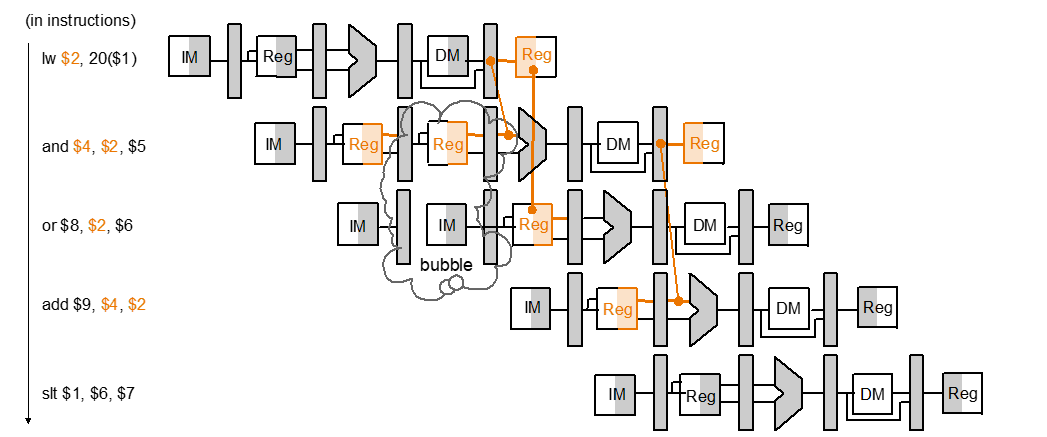 (in instructions)
lw $2, 20($1)
IM Reg DM Reg
and $4, $2, $5
IM Reg Reg DM Reg
or $8, $2, $6
IM IM Reg DM Reg
bubble
add $9, $4, $2
IM Reg DM Reg
slt $1, $6, $7
IM Reg DM Reg